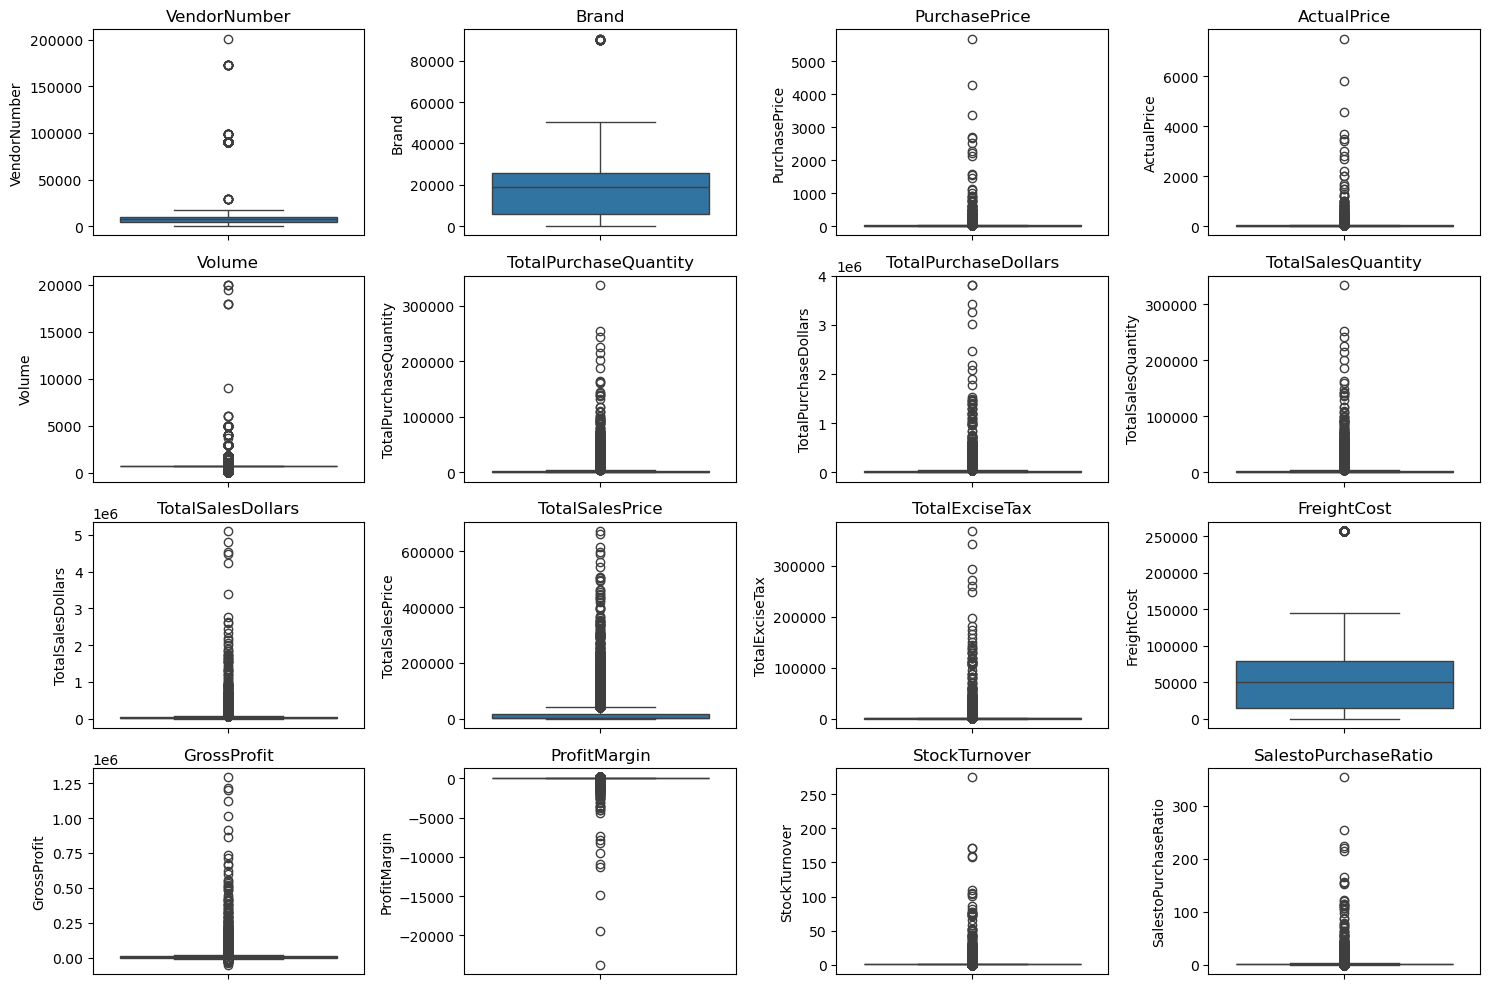 VendorNumber
VendorNumber
200000
150000
100000
50000
0
Brand
Brand
80000
60000
40000
20000
0
PurchasePrice
PurchasePrice
5000
4000
3000
2000
1000
0
ActualPrice
ActualPrice
6000
4000
2000
0
Volume
Volume
20000
15000
10000
5000
0
TotalPurchaseQuantity
TotalPurchaseQuantity
300000
200000
100000
0
TotalPurchaseDollars
1e6
TotalPurchaseDollars
4
3
2
1
0
TotalSalesQuantity
TotalSalesQuantity
300000
200000
100000
0
TotalSalesDollars
1e6
TotalSalesDollars
5
4
3
2
1
0
TotalSalesPrice
TotalSalesPrice
600000
400000
200000
0
TotalExciseTax
TotalExciseTax
300000
200000
100000
0
FreightCost
FreightCost
250000
200000
150000
100000
50000
0
GrossProfit
1e6
GrossProfit
1.25
1.00
0.75
0.50
0.25
0.00
ProfitMargin
ProfitMargin
0
−5000
−10000
−15000
−20000
StockTurnover
StockTurnover
250
200
150
100
50
0
SalestoPurchaseRatio
SalestoPurchaseRatio
300
200
100
0